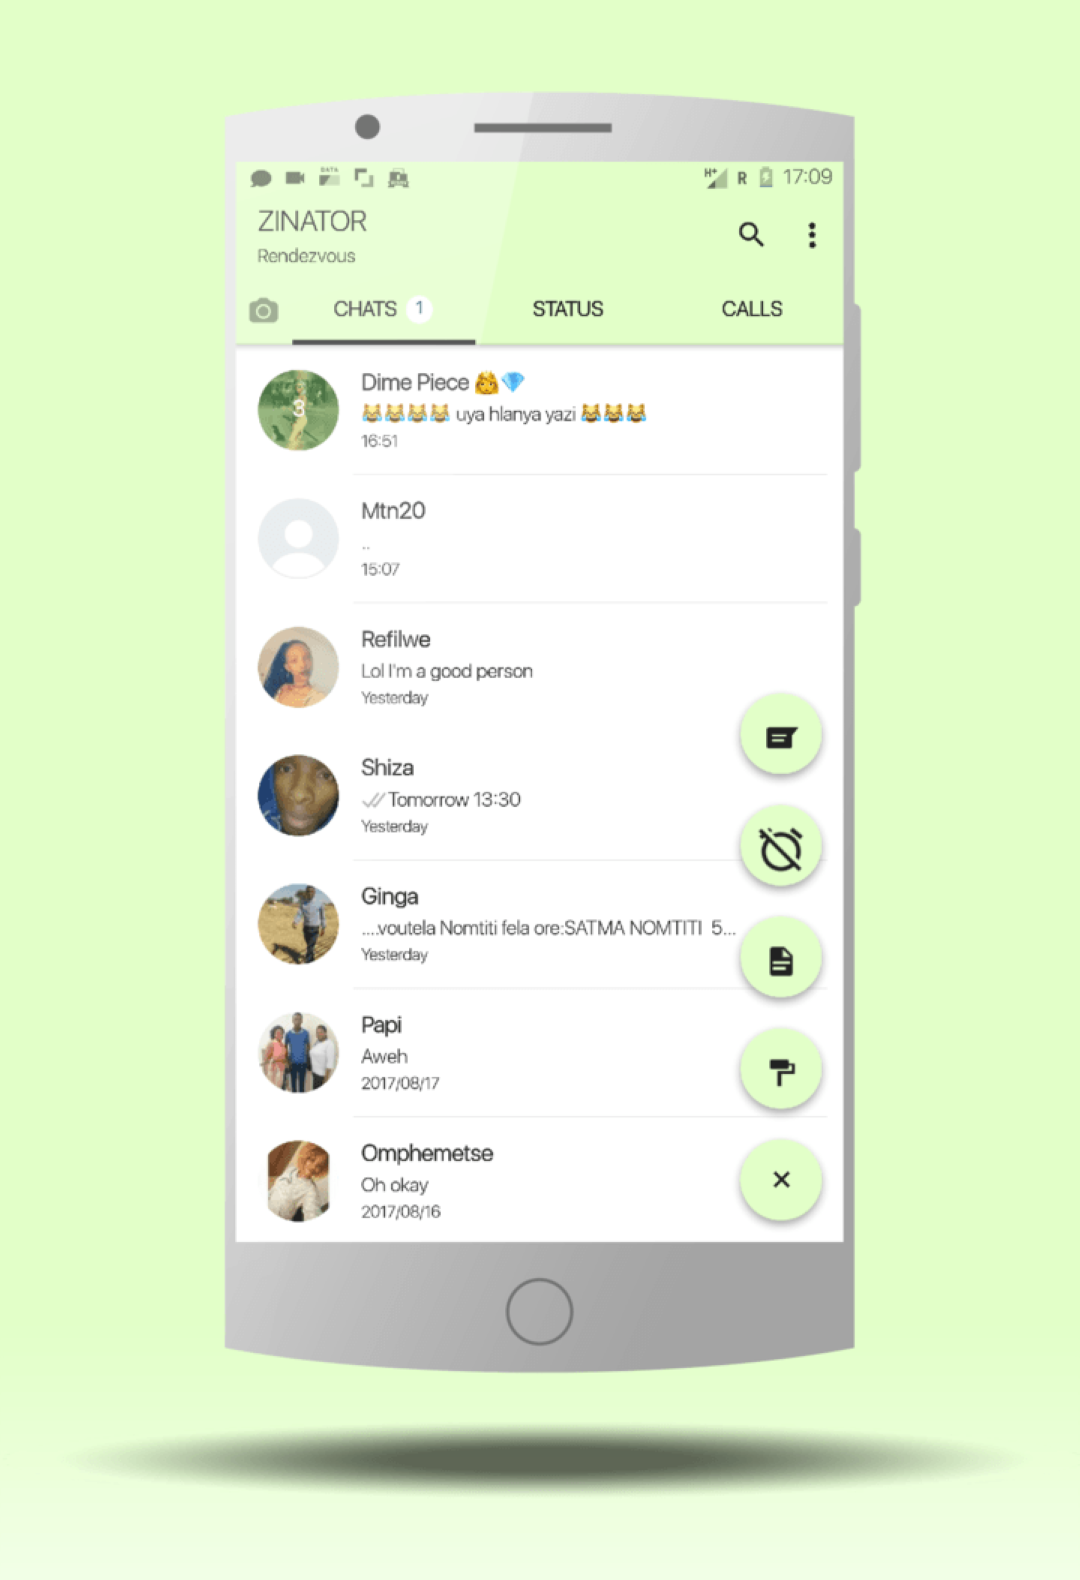 DATA
H+ R 17:09
ZINATOR
Rendezvous
CHATS 1 STATUS CALLS
Dime Piece 👸💎
3
😹😹😹😹 uya hlanya yazi 😹😹😹
16:51
Mtn20
..
15:07
Refilwe
Lol I'm a good person
Yesterday
Shiza
Tomorrow 13:30
Yesterday
Ginga
....voutela Nomtiti fela ore:SATMA NOMTITI 5...
Yesterday
Papi
Aweh
2017/08/17
Omphemetse
Oh okay
2017/08/16